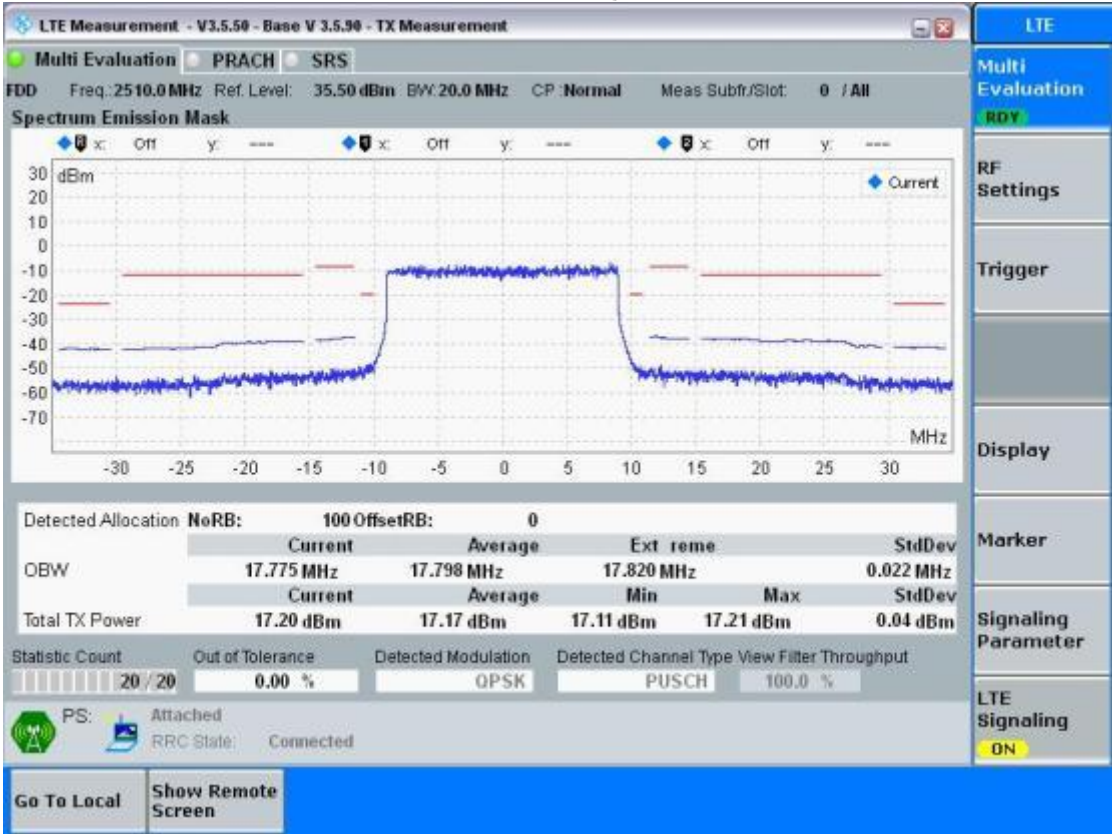 LTE Measurement - V3.5.50 - Base V 3.5.90 - TX Measurement
LTE
Multi Evaluation PRACH SRS
Multi Evaluation
RDY
FDD Freq.:2510.0 MHz Ref. Level: 35.50 dBm BW:20.0 MHz CP :Normal Meas Subfr./Slot: 0 / All
Spectrum Emission Mask
x: Off y: --- x: Off y: --- x: Off y: ---
dBm
Current
30
20
10
0
-10
-20
-30
-40
-50
-60
-70
MHz
-30 -25 -20 -15 -10 -5 0 5 10 15 20 25 30
RF Settings
Trigger
Display
Marker
Signaling Parameter
LTE Signaling
ON
Detected Allocation NoRB: 100 OffsetRB: 0
Current Average Ext reme StdDev
OBW 17.775 MHz 17.798 MHz 17.820 MHz 0.022 MHz
Current Average Min Max StdDev
Total TX Power 17.20 dBm 17.17 dBm 17.11 dBm 17.21 dBm 0.04 dBm
Statistic Count Out of Tolerance Detected Modulation Detected Channel Type View Filter Throughput
20 / 20 0.00 % QPSK PUSCH 100.0 %
PS: Attached
RRC State: Connected
Go To Local
Show Remote Screen